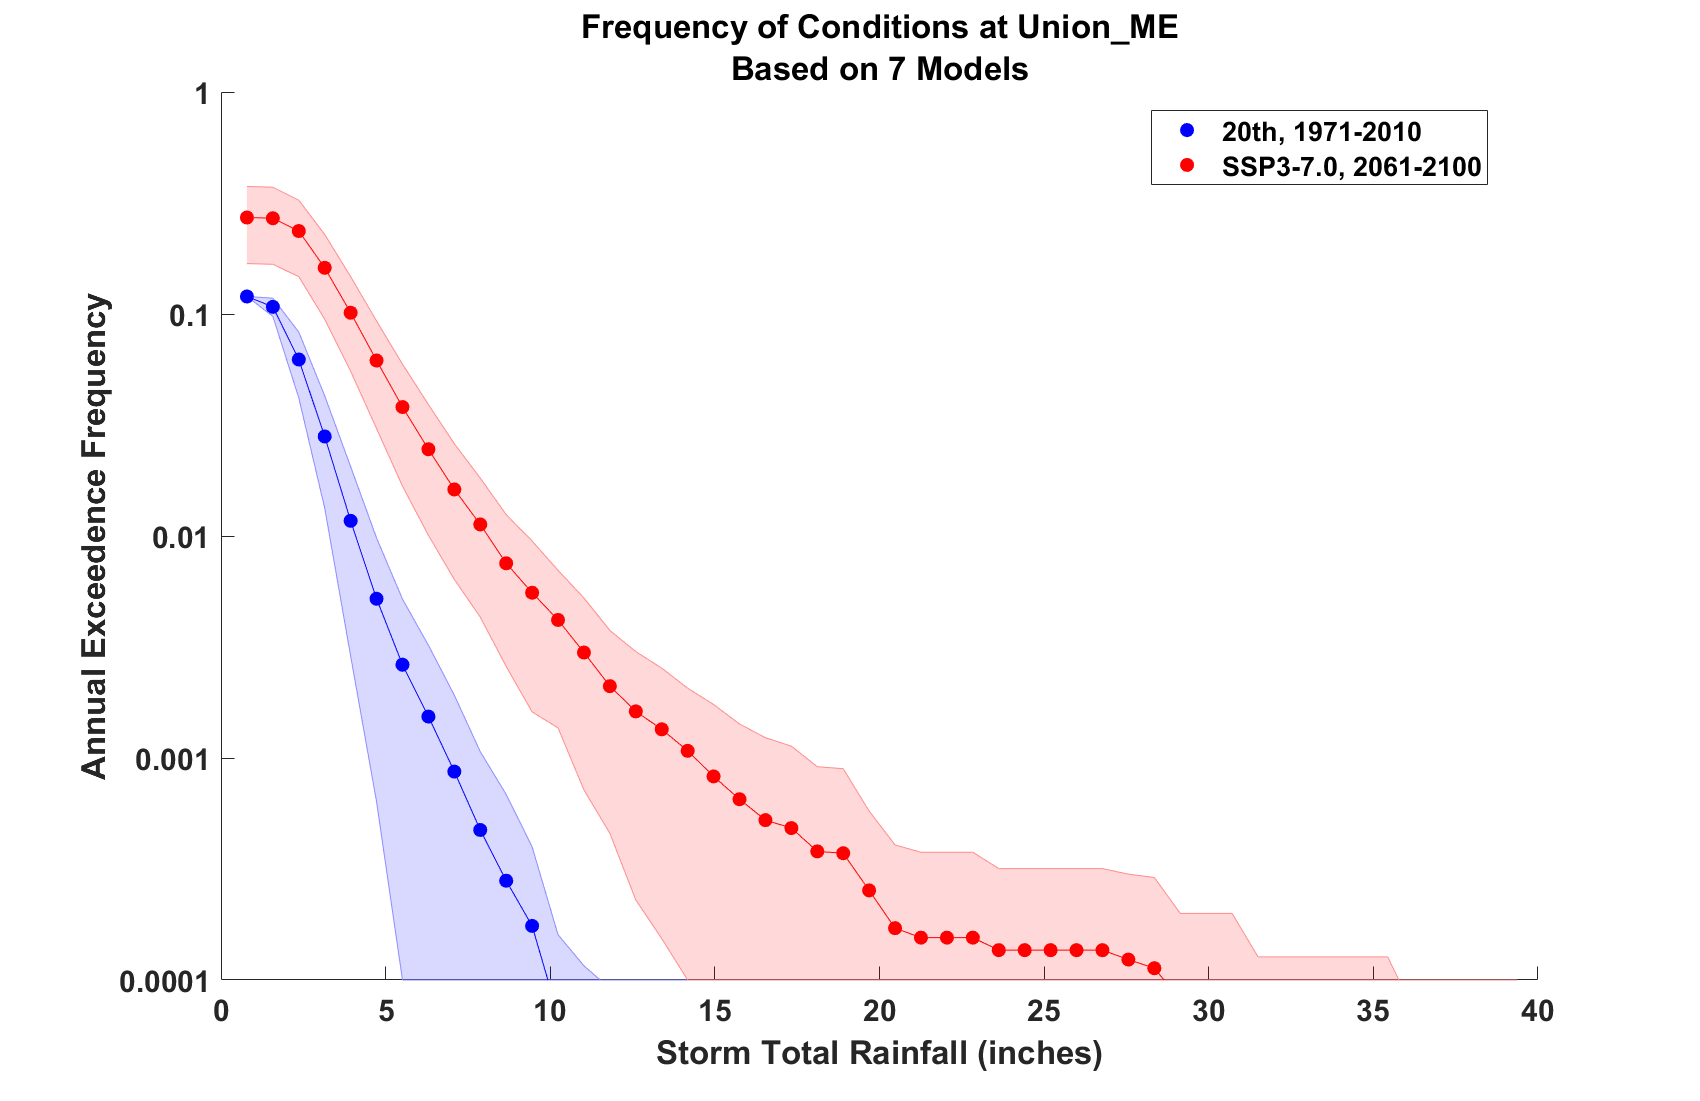 Frequency of Conditions at Union_ME
Based on 7 Models
20th, 1971-2010
SSP3-7.0, 2061-2100
Annual Exceedence Frequency
1
0.1
0.01
0.001
0.0001
0 5 10 15 20 25 30 35 40
Storm Total Rainfall (inches)